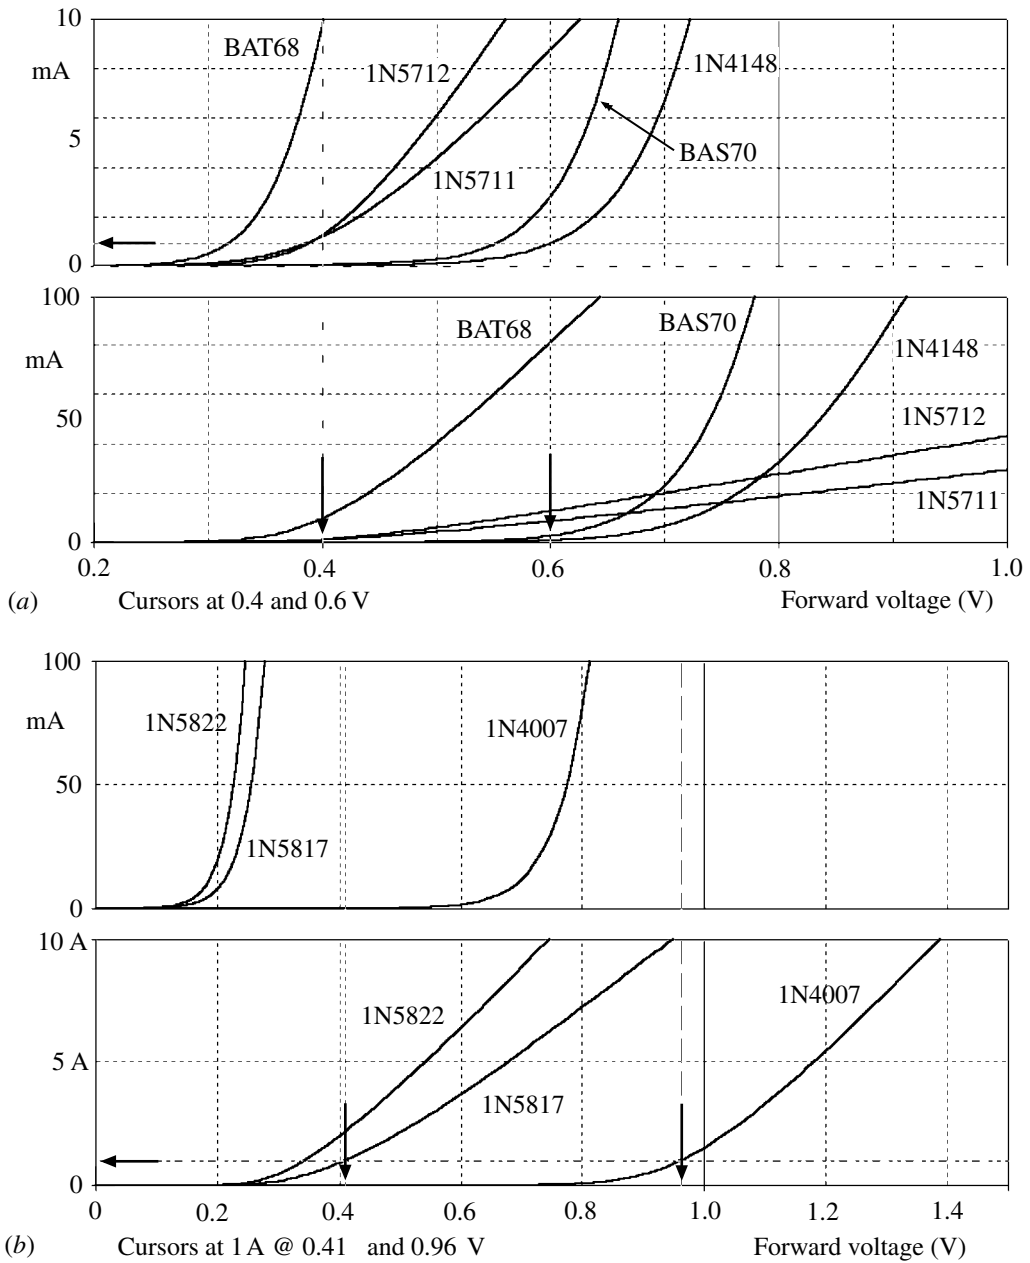 10
BAT68
mA
1N5712
1N4148
5
BAS70
1N5711
0
100
BAT68
BAS70
mA
1N4148
50
1N5712
1N5711
0
0.2 0.4 0.6 0.8 1.0
(a) Cursors at 0.4 and 0.6 V Forward voltage (V)
100
mA
1N5822
1N4007
50
1N5817
0
10 A
1N5822
1N4007
5 A
1N5817
0
0 0.2 0.4 0.6 0.8 1.0 1.2 1.4
(b) Cursors at 1 A @ 0.41 and 0.96 V Forward voltage (V)